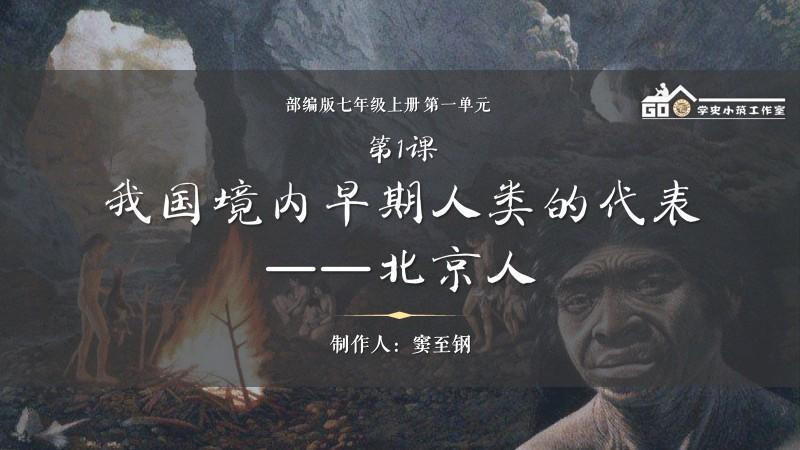 部编版七年级上册 第一单元
GO 学史小筑工作室
第1课
我国境内早期人类的代表
——北京人
制作人：窦至钢